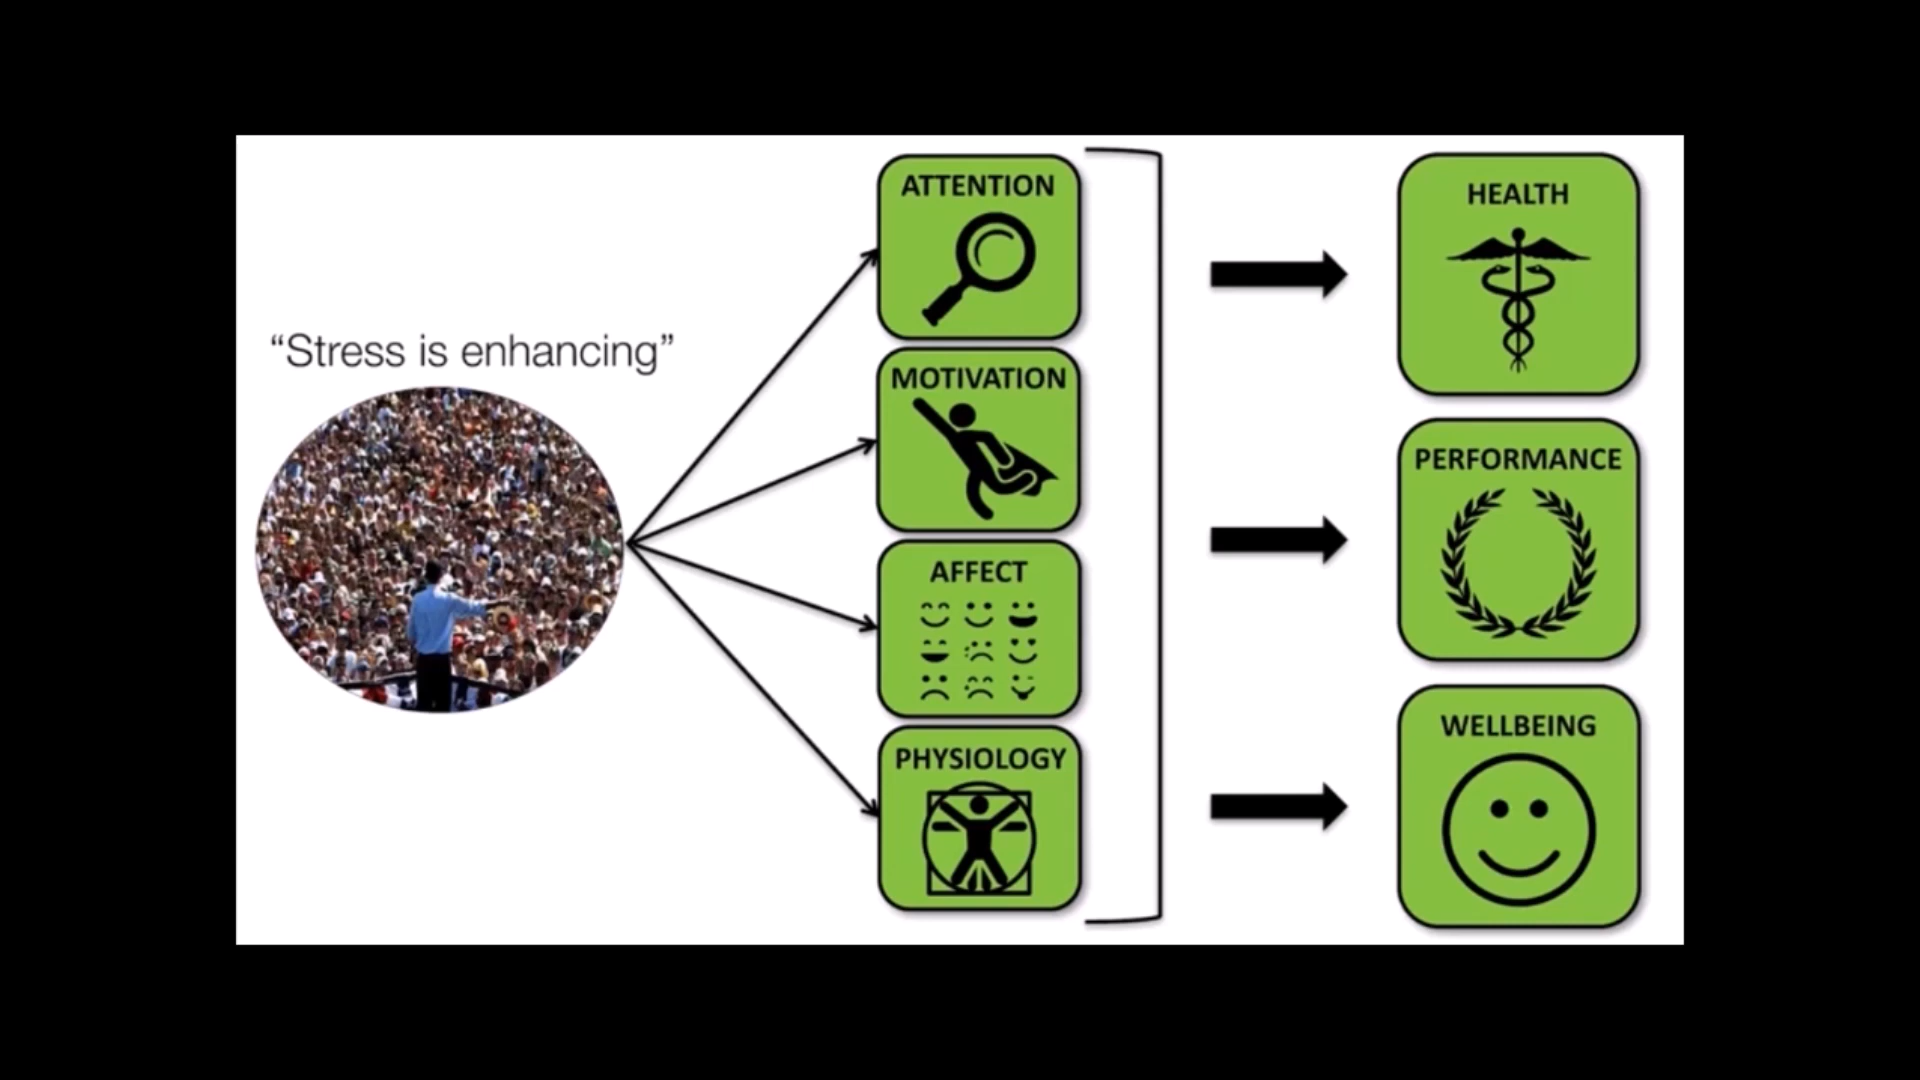 “Stress is enhancing”
ATTENTION
MOTIVATION
AFFECT
PHYSIOLOGY
HEALTH
PERFORMANCE
WELLBEING